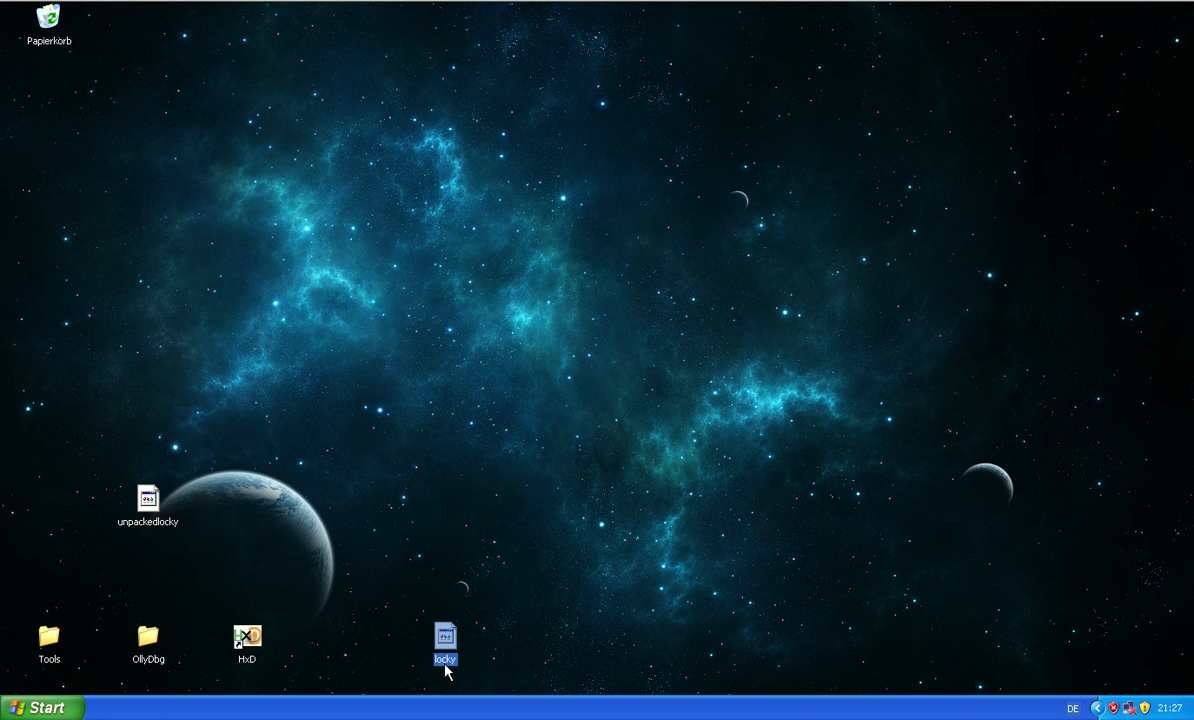 Papierkorb
unpackedlocky
Tools
OllyDbg
HxD
locky
Start
DE
21:27